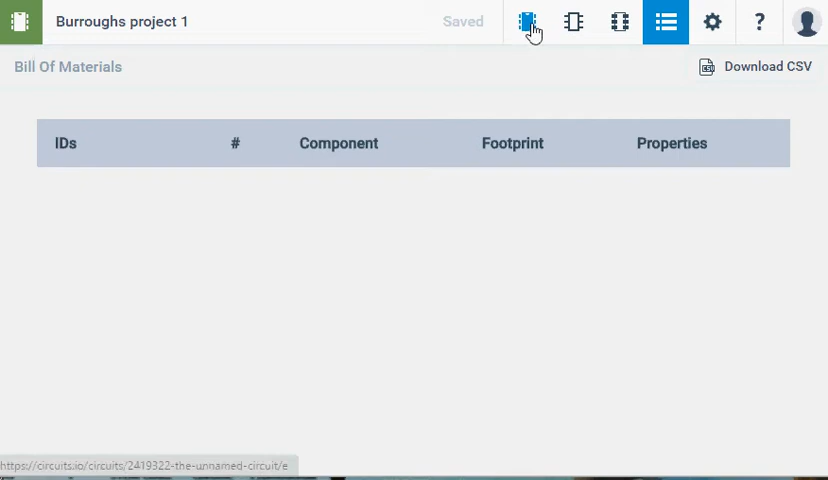 Burroughs project 1
Saved
?
Bill Of Materials
Download CSV
IDs # Component Footprint Properties
https://circuits.io/circuits/2419322-the-unnamed-circuit/e